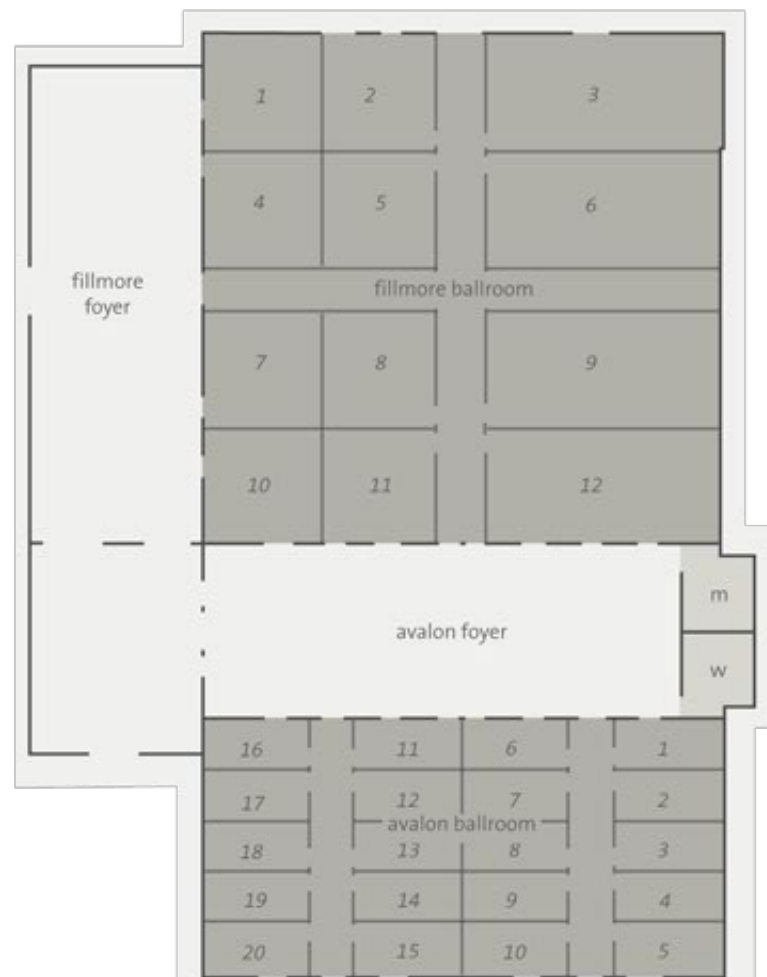 1 2 3
4 5 6
fillmore
foyer
fillmore ballroom
7 8 9
10 11 12
m
avalon foyer
w
16 11 6 1
17 12 7 2
avalon ballroom
18 13 8 3
19 14 9 4
20 15 10 5